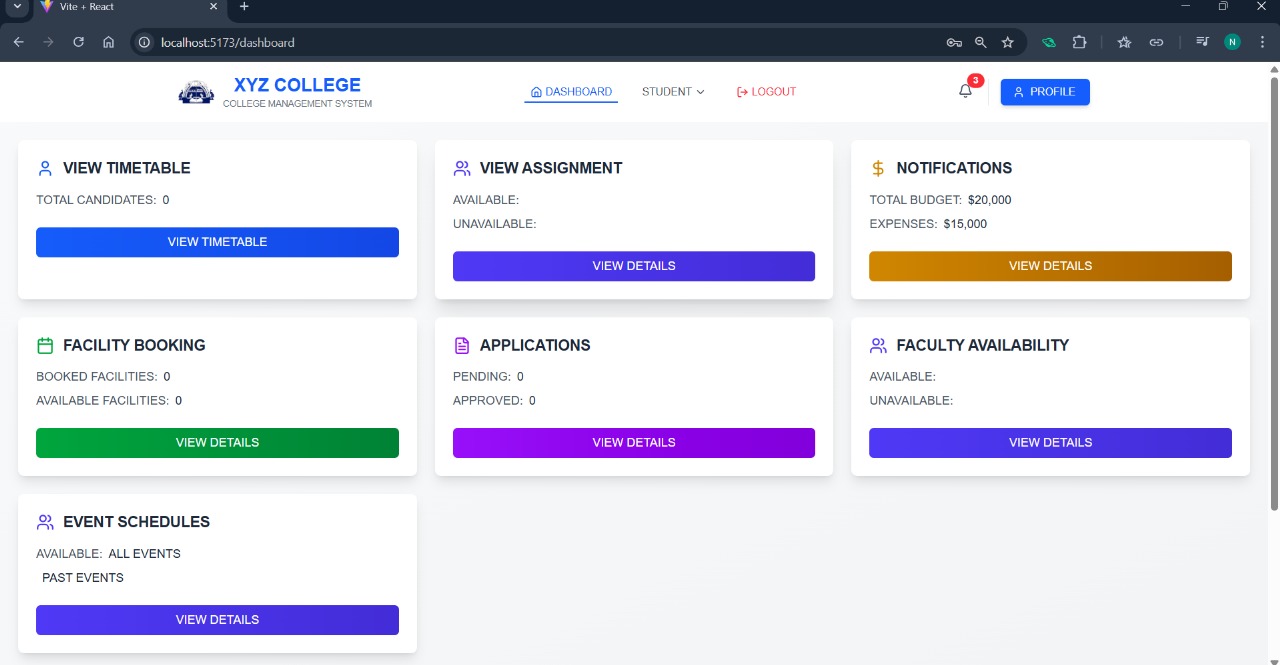 Vite + React
localhost:5173/dashboard
N
XYZ COLLEGE
COLLEGE MANAGEMENT SYSTEM
DASHBOARD
STUDENT
LOGOUT
3
PROFILE
VIEW TIMETABLE
TOTAL CANDIDATES: 0
VIEW TIMETABLE
VIEW ASSIGNMENT
AVAILABLE:
UNAVAILABLE:
VIEW DETAILS
NOTIFICATIONS
TOTAL BUDGET: $20,000
EXPENSES: $15,000
VIEW DETAILS
FACILITY BOOKING
BOOKED FACILITIES: 0
AVAILABLE FACILITIES: 0
VIEW DETAILS
APPLICATIONS
PENDING: 0
APPROVED: 0
VIEW DETAILS
FACULTY AVAILABILITY
AVAILABLE:
UNAVAILABLE:
VIEW DETAILS
EVENT SCHEDULES
AVAILABLE: ALL EVENTS
PAST EVENTS
VIEW DETAILS